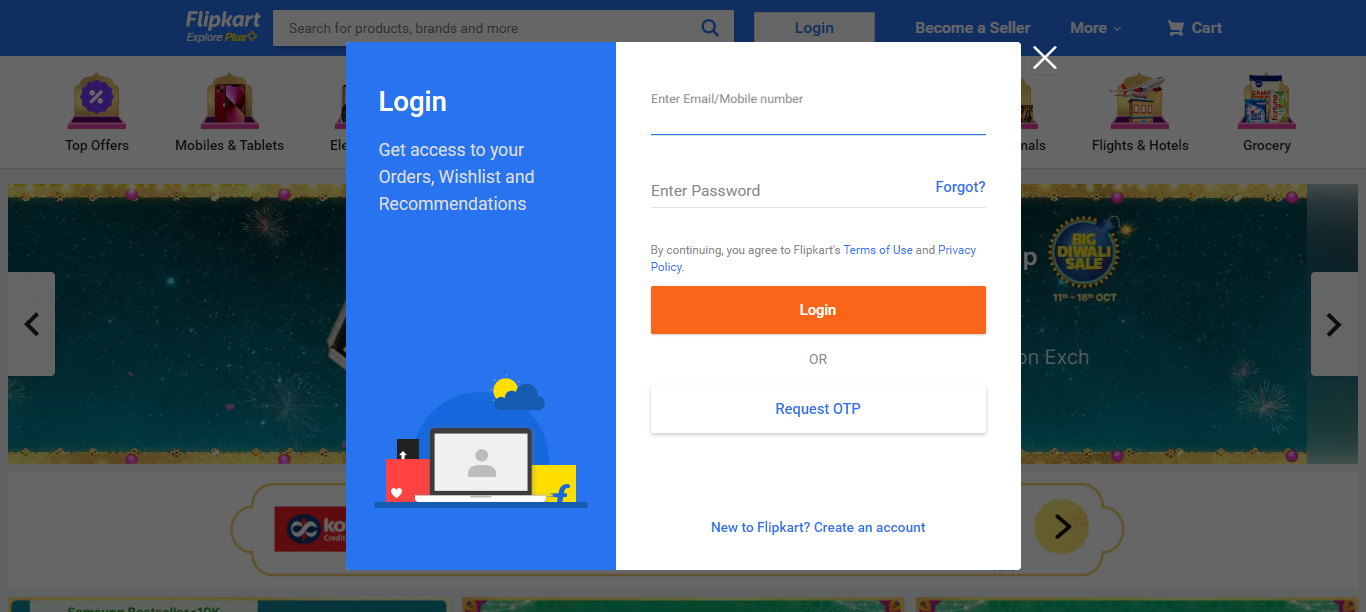 Flipkart
Explore Plus
Search for products, brands and more
Login
Become a Seller
More
Cart
Top Offers
Mobiles & Tablets
Ele
nals
Flights & Hotels
Grocery
Login
Get access to your
Orders, Wishlist and
Recommendations
Enter Email/Mobile number
Enter Password
Forgot?
By continuing, you agree to Flipkart's Terms of Use and Privacy
Policy.
Login
OR
Request OTP
New to Flipkart? Create an account
p
BIG
DIWALI
SALE
11th - 16th OCT
on Exch
ko
Credit
Samsung Bestseller<10K